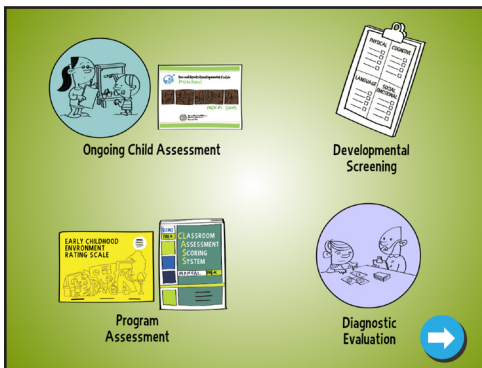 Preschool
Ongoing Child Assessment
PHYSICAL
COGNITIVE
LANGUAGE
SOCIAL
EMOTIONAL
Developmental
Screening
EARLY CHILDHOOD
ENVIRONMENT
RATING SCALE
CLASSROOM
ASSESSMENT
SCORING
SYSTEM
MANUAL
Program
Assessment
Diagnostic
Evaluation